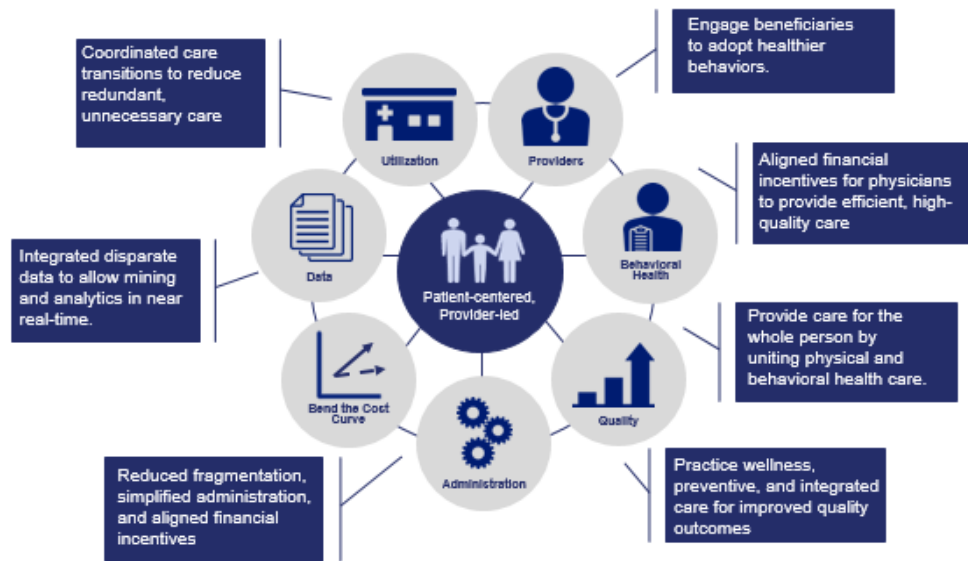 Coordinated care
transitions to reduce
redundant,
unnecessary care
Engage beneficiaries
to adopt healthier
behaviors.
Utilization
Providers
Aligned financial
incentives for physicians
to provide efficient, high-
quality care
Integrated disparate
data to allow mining
and analytics in near
real-time.
Data
Behavioral
Health
Patient-centered,
Provider-led
Provide care for the
whole person by
uniting physical and
behavioral health care.
Bend the Cost
Curve
Quality
Administration
Reduced fragmentation,
simplified administration,
and aligned financial
incentives
Practice wellness,
preventive, and integrated
care for improved quality
outcomes